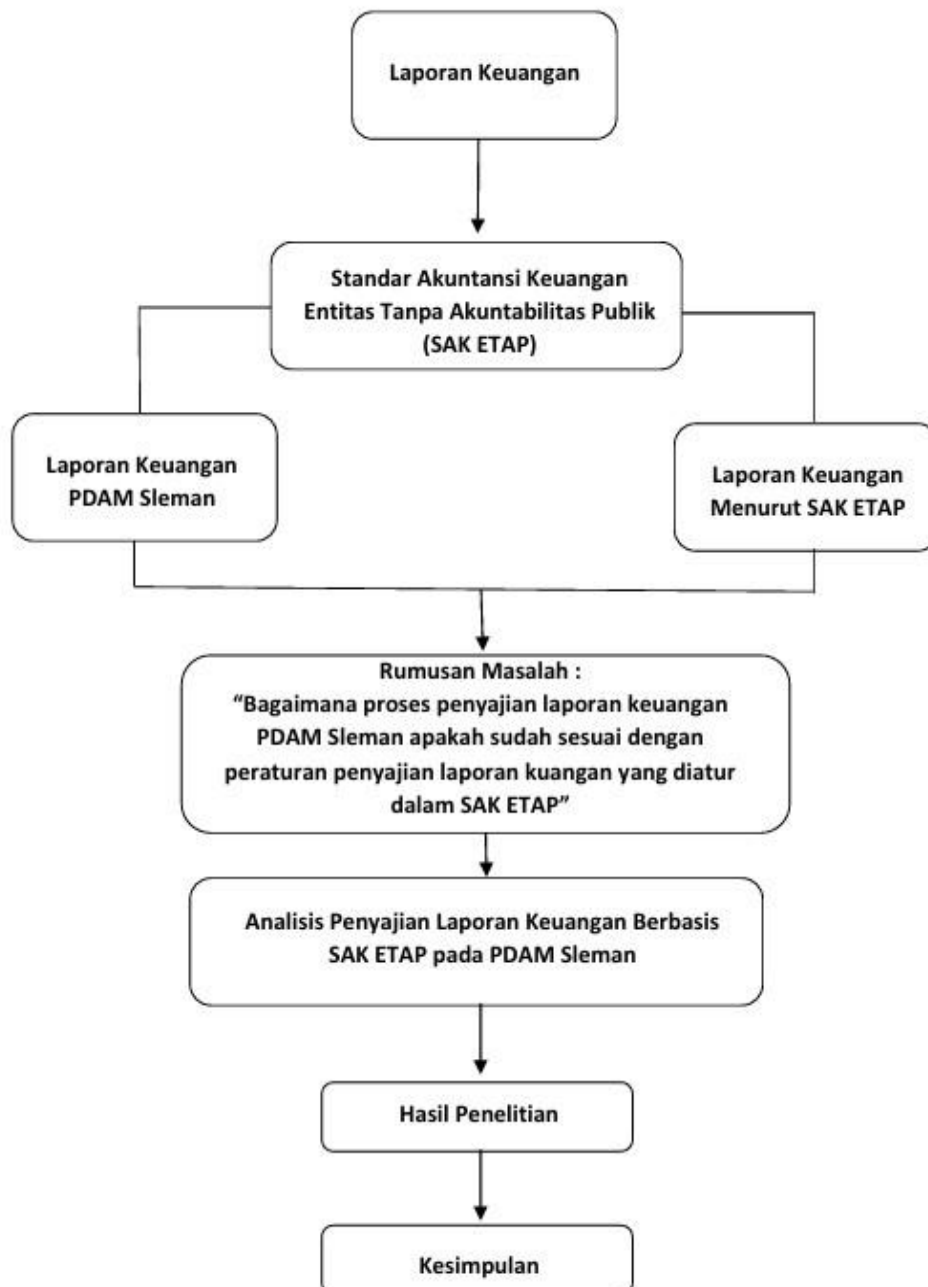 Laporan Keuangan
Standar Akuntansi Keuangan
Entitas Tanpa Akuntabilitas Publik
(SAK ETAP)
Laporan Keuangan
PDAM Sleman
Laporan Keuangan
Menurut SAK ETAP
Rumusan Masalah :
“Bagaimana proses penyajian laporan keuangan
PDAM Sleman apakah sudah sesuai dengan
peraturan penyajian laporan kuangan yang diatur
dalam SAK ETAP”
Analisis Penyajian Laporan Keuangan Berbasis
SAK ETAP pada PDAM Sleman
Hasil Penelitian
Kesimpulan